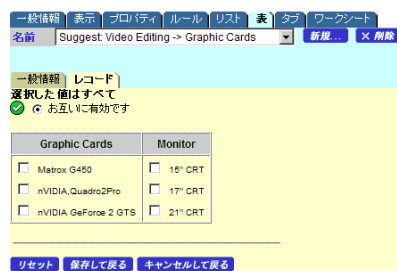 一般情報 表示 プロパティ ルール リスト 表 タブ ワークシート
名前 Suggest: Video Editing -> Graphic Cards 新規... × 削除
一般情報 レコード
選択した値はすべて
お互いに有効です
Graphic Cards Monitor
Matrox G450 15" CRT
nVIDIA,Quadro2Pro 17" CRT
nVIDIA GeForce 2 GTS 21" CRT
リセット 保存して戻る キャンセルして戻る